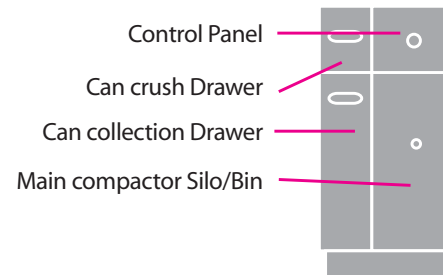 Control Panel
Can crush Drawer
Can collection Drawer
Main compactor Silo/Bin